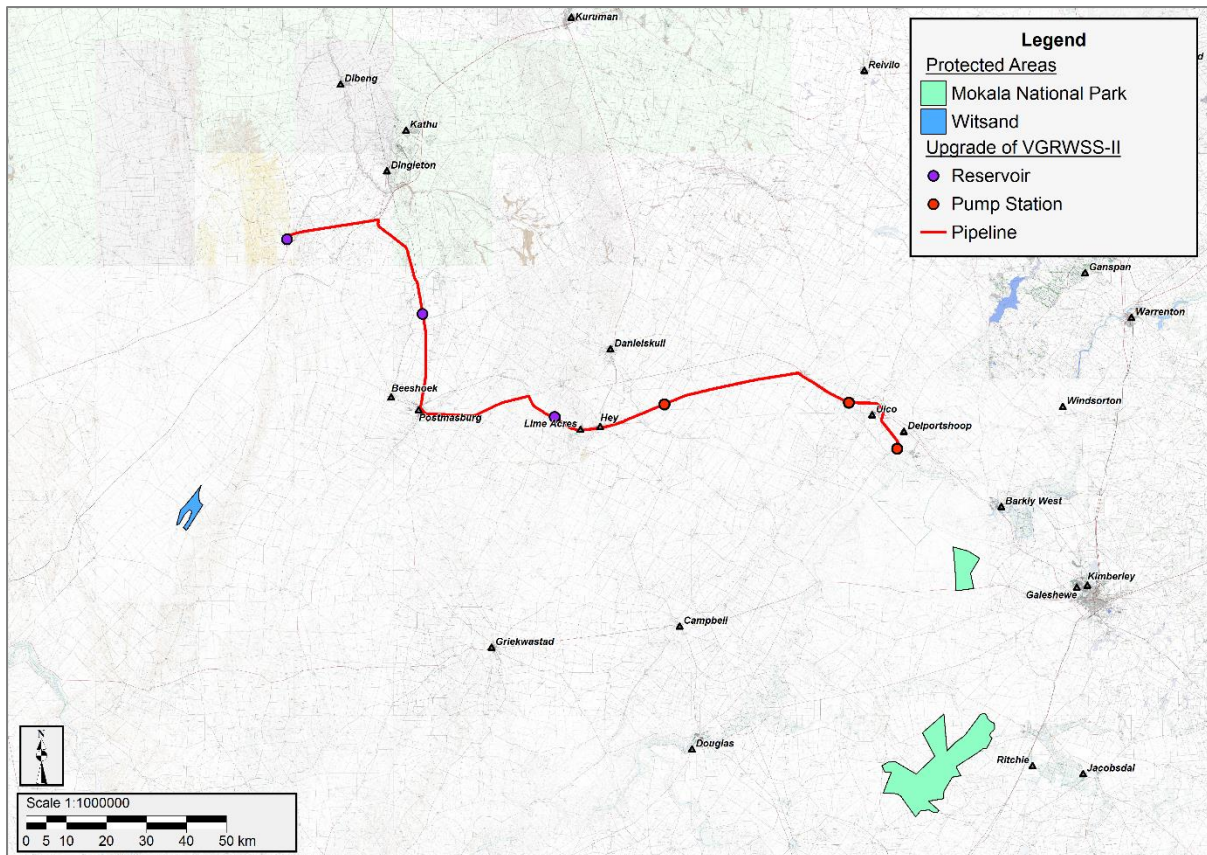 Kuruman
Dibeng
Reivilo
Kathu
Dingleton
Legend
Protected Areas
Mokala National Park
Witsand
Upgrade of VGRWSS-II
Reservoir
Pump Station
Pipeline
Ganspan
Warrenton
Danielskuil
Beeshoek
Postmasburg
Lime Acres
Hey
Ulco
Delportshoop
Windsorton
Barkly West
Kimberley
Galeshewe
Campbell
Griekwastad
Douglas
Ritchie
Jacobsdal
N
Scale 1:1000000
0 5 10 20 30 40 50 km